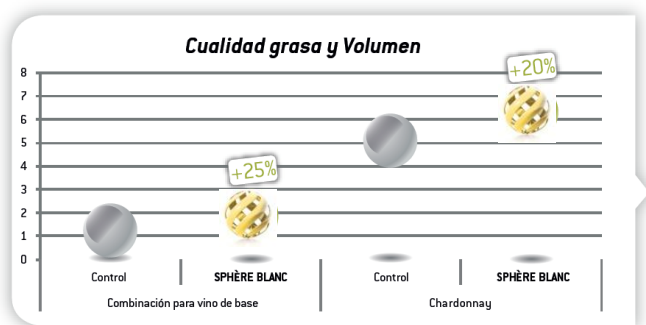 Cualidad grasa y Volumen
+20%
8
7
6
5
+25%
4
3
2
1
0
Control
SPHÈRE BLANC
Control
SPHÈRE BLANC
Combinación para vino de base
Chardonnay